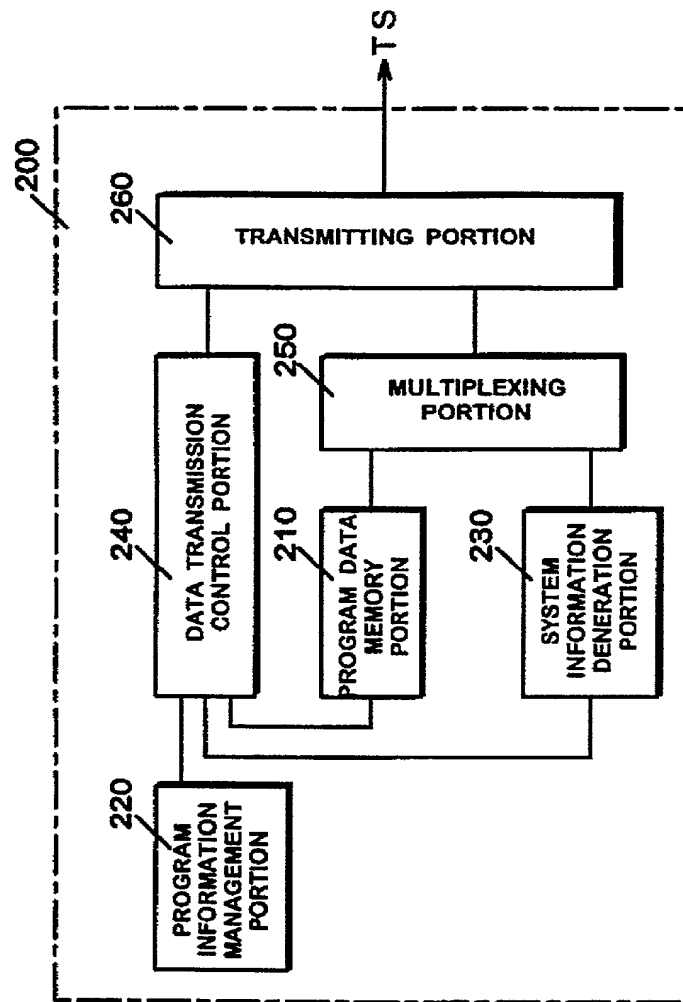 200
260
TRANSMITTING PORTION
TS
240
DATA TRANSMISSION
CONTROL PORTION
250
MULTIPLEXING
PORTION
220
PROGRAM
INFORMATION
MANAGEMENT
PORTION
210
PROGRAM DATA
MEMORY
PORTION
230
SYSTEM
INFORMATION
DENERATION
PORTION